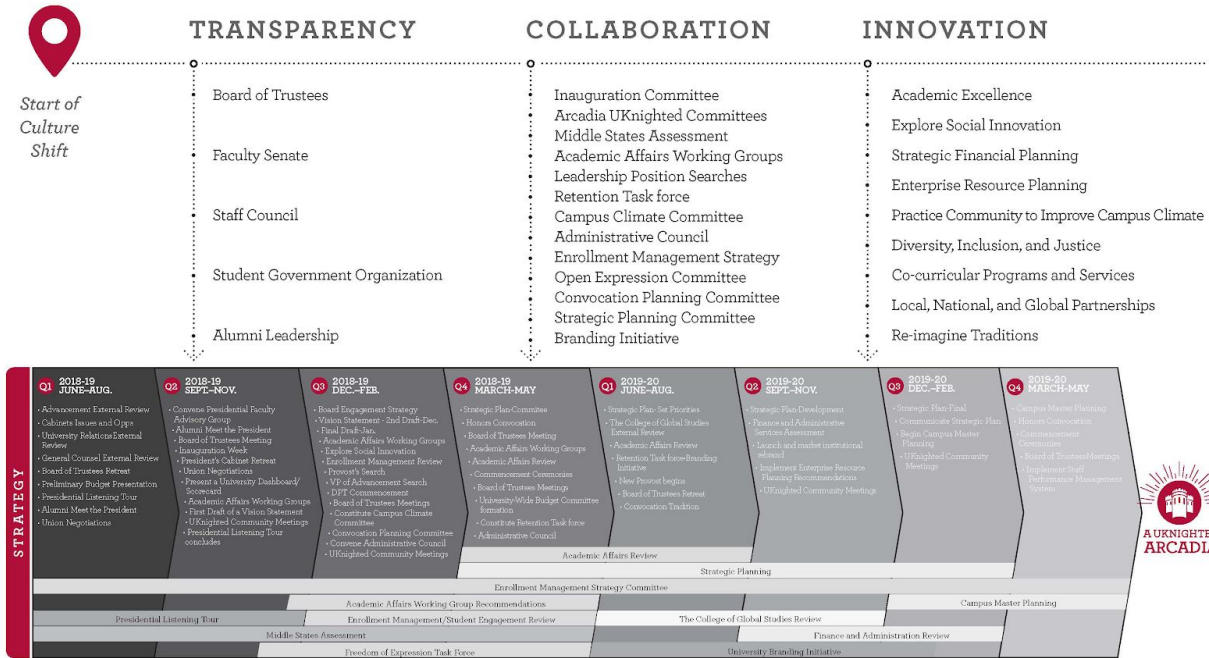 TRANSPARENCY
COLLABORATION
INNOVATION
Start of
Culture
Shift
Board of Trustees
Faculty Senate
Staff Council
Student Government Organization
Alumni Leadership
Inauguration Committee
Arcadia UKnighted Committees
Middle States Assessment
Academic Affairs Working Groups
Leadership Position Searches
Retention Task force
Campus Climate Committee
Administrative Council
Enrollment Management Strategy
Open Expression Committee
Convocation Planning Committee
Strategic Planning Committee
Branding Initiative
Academic Excellence
Explore Social Innovation
Strategic Financial Planning
Enterprise Resource Planning
Practice Community to Improve Campus Climate
Diversity, Inclusion, and Justice
Co-curricular Programs and Services
Local, National, and Global Partnerships
Re-imagine Traditions
STRATEGY
Q1 2018-19
JUNE–AUG.
• Advancement External Review
• Cabinets Issues and Opps
• University Relations External
Review
• General Counsel External Review
• Board of Trustees Retreat
• Preliminary Budget Presentation
• Presidential Listening Tour
• Alumni Meet the President
• Union Negotiations
Q2 2018-19
SEPT.–NOV.
• Convene Presidential Faculty
Advisory Group
• Alumni Meet the President
• Board of Trustees Meeting
• Inauguration Week
• President's Cabinet Retreat
• Union Negotiations
• Present a University Dashboard/
Scorecard
• Academic Affairs Working Groups
• First Draft of a Vision Statement
• UKnighted Community Meetings
• Presidential Listening Tour
concludes
Q3 2018-19
DEC.–FEB.
• Board Engagement Strategy
• Vision Statement - 2nd Draft-Dec.
Final Draft-Jan.
• Academic Affairs Working Groups
• Explore Social Innovation
• Enrollment Management Review
• Provost's Search
• VP of Advancement Search
• DPT Commencement
• Board of Trustees Meetings
• Constitute Campus Climate
Committee
• Convocation Planning Committee
• Convene Administrative Council
• UKnighted Community Meetings
Q4 2018-19
MARCH-MAY
• Strategic Plan-Commitee
• Honors Convocation
• Board of Trustees Meeting
• Academic Affairs Working Groups
• Academic Affairs Review
• Commencement Ceremonies
• Board of Trustees Meetings
• University-Wide Budget Committee
formation
• Constitute Retention Task force
• Administrative Council
Q1 2019-20
JUNE–AUG.
• Strategic Plan- Set Priorities
• The College of Global Studies
External Review
• Academic Affairs Review
• Retention Task force-Branding
Initiative
• New Provost begins
• Board of Trustees Retreat
• Convocation Tradition
Q2 2019-20
SEPT.–NOV.
• Strategic Plan-Development
• Finance and Administrative
Services Assessment
• Launch and market institutional
rebrand
• Implement Enterprise Resource
Planning Recommendations
• UKnighted Community Meetings
Q3 2019-20
DEC.–FEB.
• Strategic Plan-Final
• Communicate Strategic Plan
• Begin Campus Master
Planning
• UKnighted Community
Meetings
Q4 2019-20
MARCH-MAY
• Campus Master Planning
• Honors Convocation
• Commencement
Ceremonies
• Board of Trustees Meetings
• Implement Staff
Performance Management
System
Academic Affairs Review
Strategic Planning
Enrollment Management Strategy Committee
Academic Affairs Working Group Recommendations
Campus Master Planning
Presidential Listening Tour
Enrollment Management/Student Engagement Review
The College of Global Studies Review
Middle States Assessment
Finance and Administration Review
Freedom of Expression Task Force
University Branding Initiative
A UKNIGHTE
ARCADIA